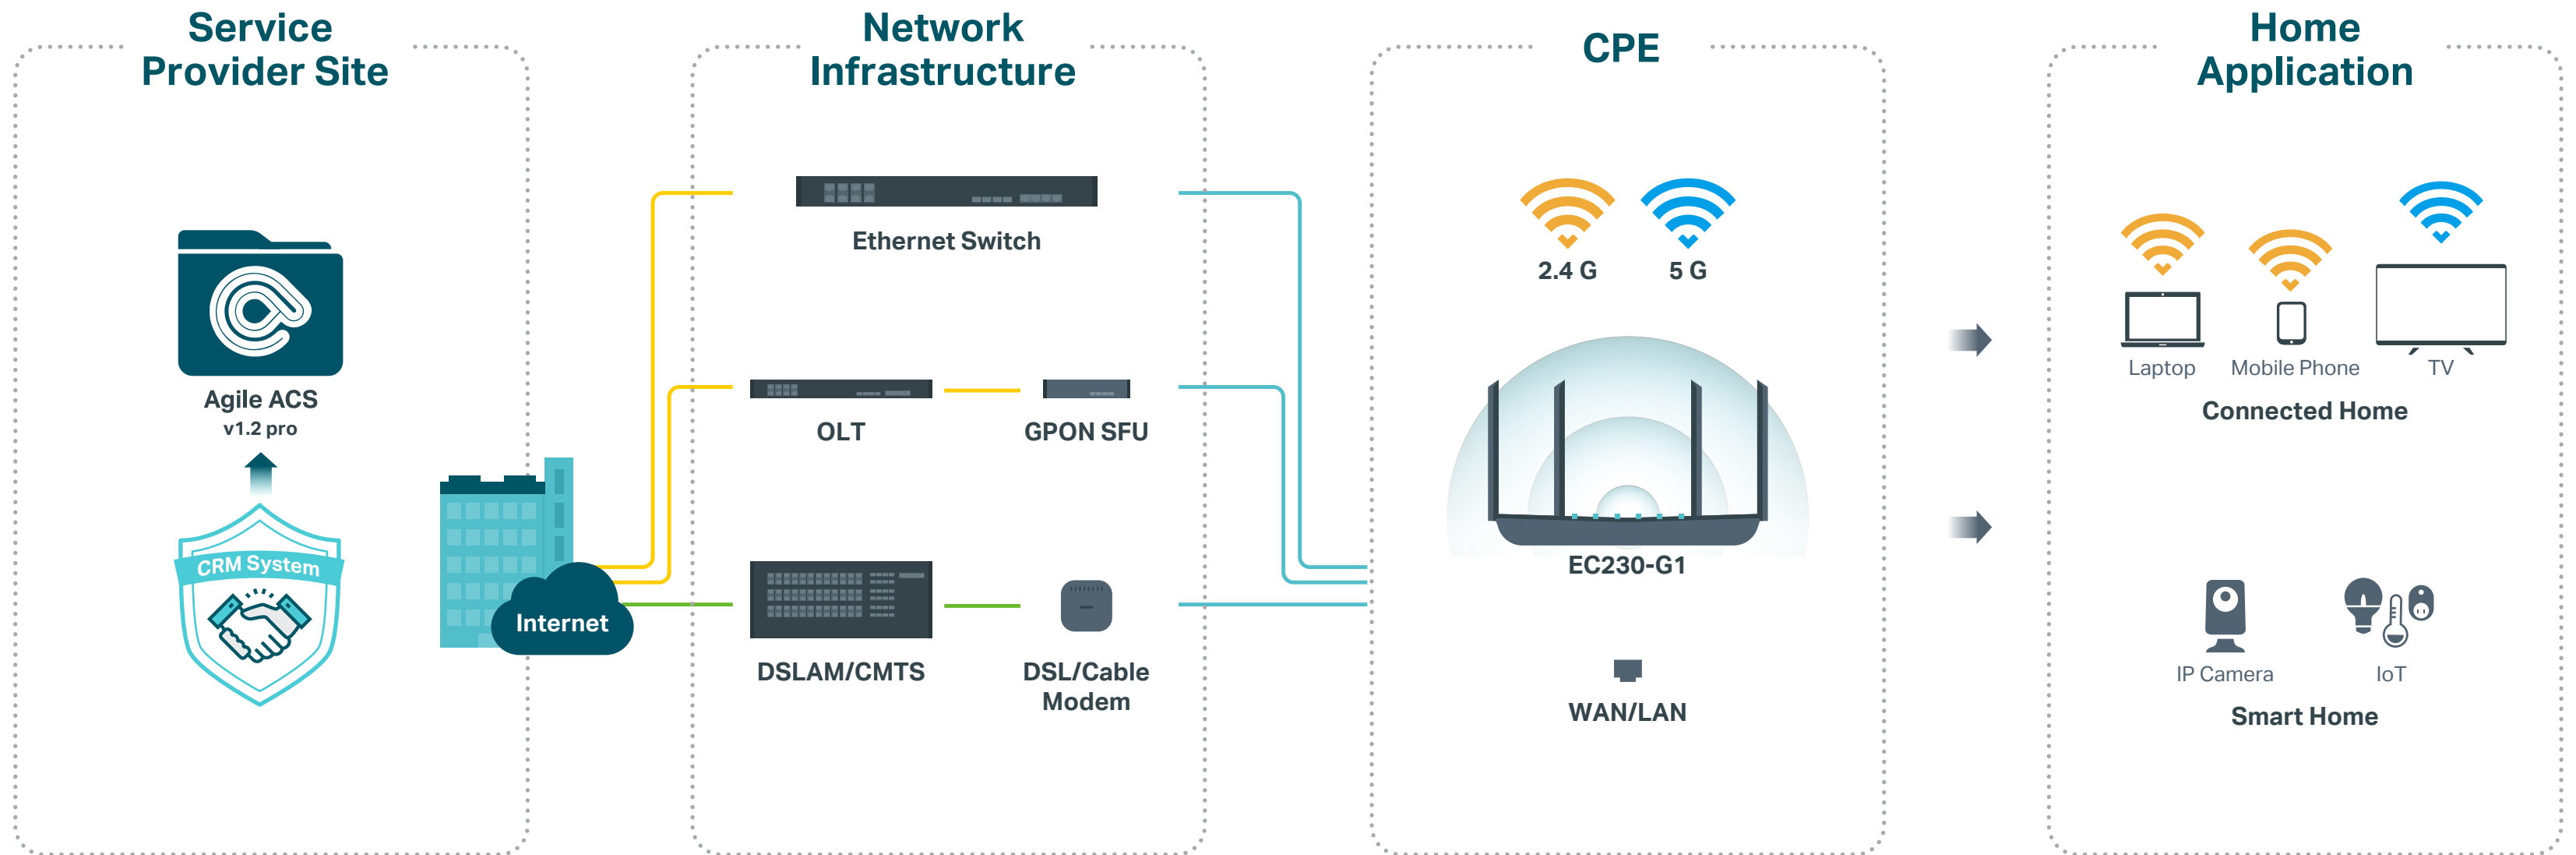 Service
Provider Site
Agile ACS
v1.2 pro
CRM System
Internet
Network
Infrastructure
Ethernet Switch
OLT
GPON SFU
DSLAM/CMTS
DSL/Cable
Modem
CPE
2.4 G
5 G
EC230-G1
WAN/LAN
Home
Application
Laptop
Mobile Phone
TV
Connected Home
IP Camera
IoT
Smart Home